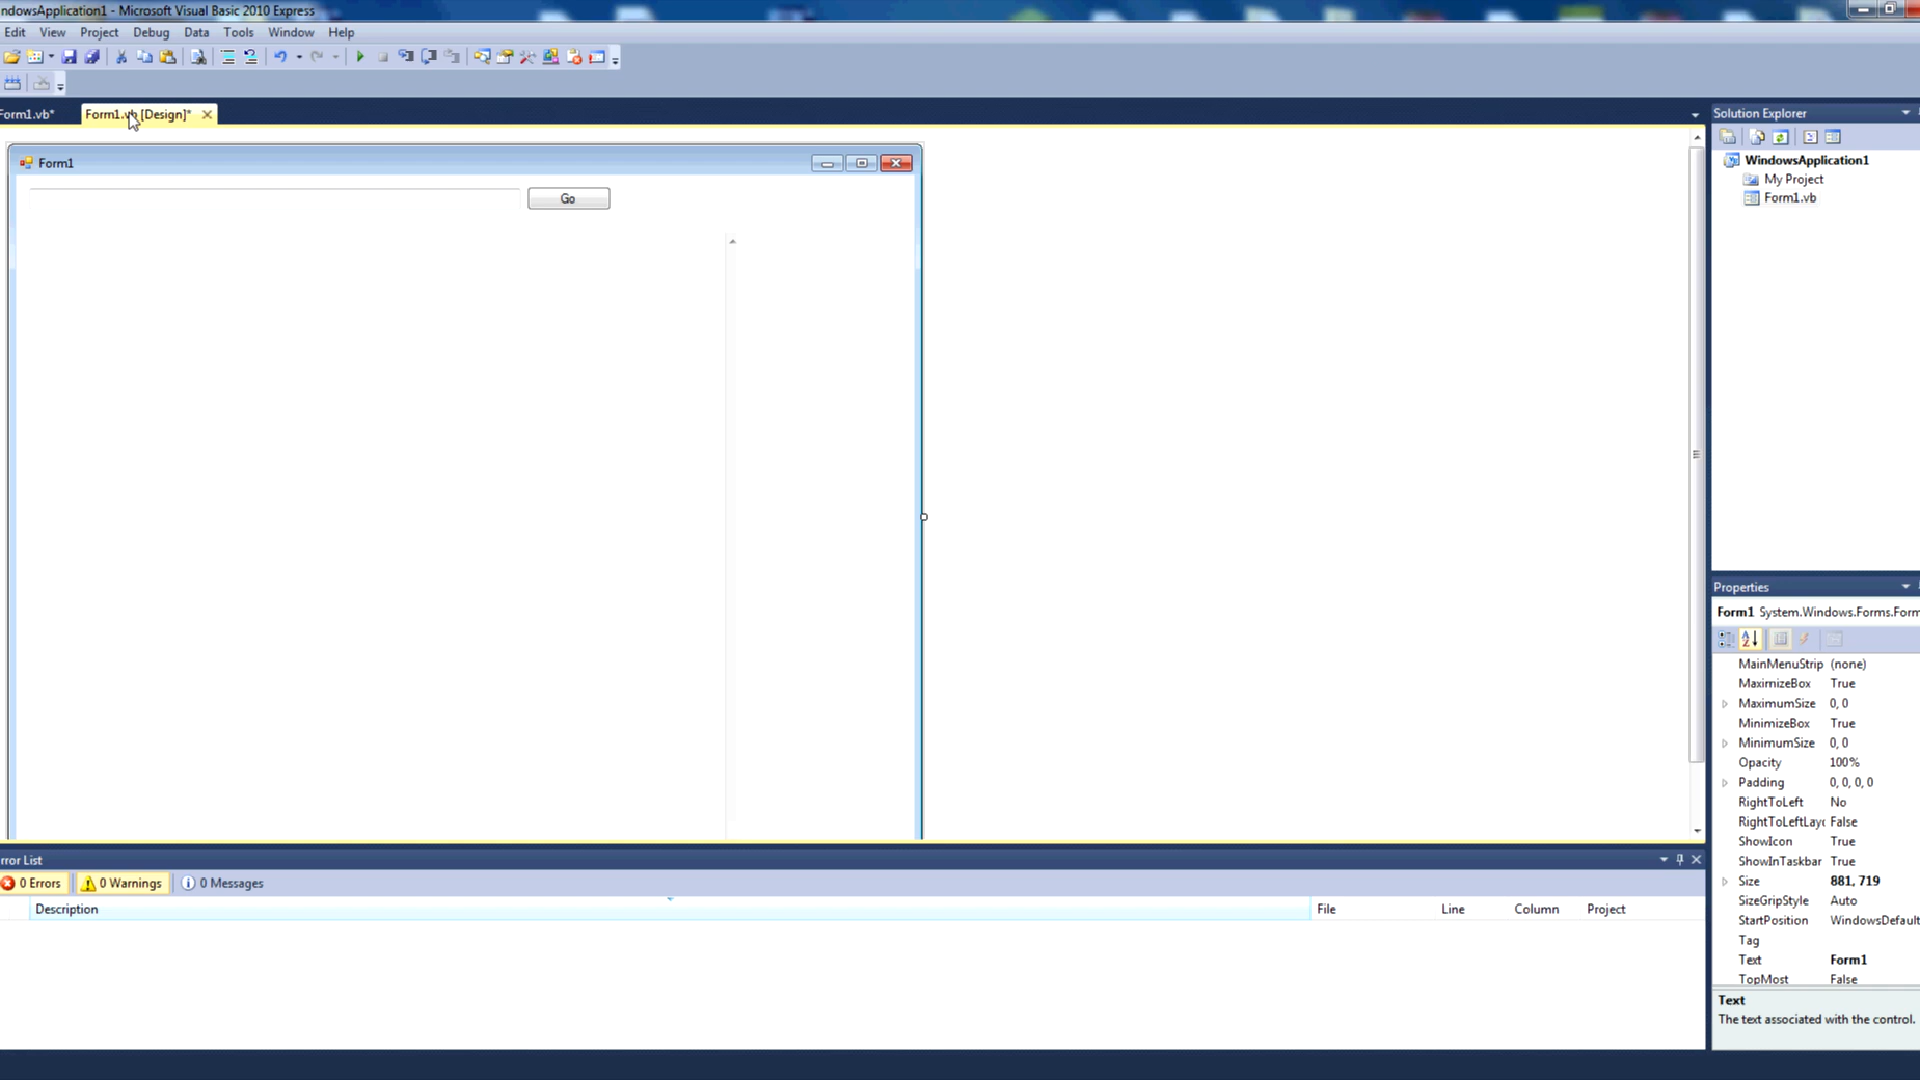 ndowsApplication1 - Microsoft Visual Basic 2010 Express
Edit View Project Debug Data Tools Window Help
Form1.vb* Form1.vb [Design]*
Solution Explorer
WindowsApplication1
My Project
Form1.vb
Form1
Go
Properties
Form1 System.Windows.Forms.Form
MainMenuStrip (none)
MaximizeBox True
MaximumSize 0, 0
MinimizeBox True
MinimumSize 0, 0
Opacity 100%
Padding 0, 0, 0, 0
RightToLeft No
RightToLeftLayc False
ShowIcon True
ShowInTaskbar True
Size 881, 719
SizeGripStyle Auto
StartPosition WindowsDefault
Tag
Text Form1
TopMost False
Text
The text associated with the control.
rror List
0 Errors 0 Warnings 0 Messages
Description File Line Column Project